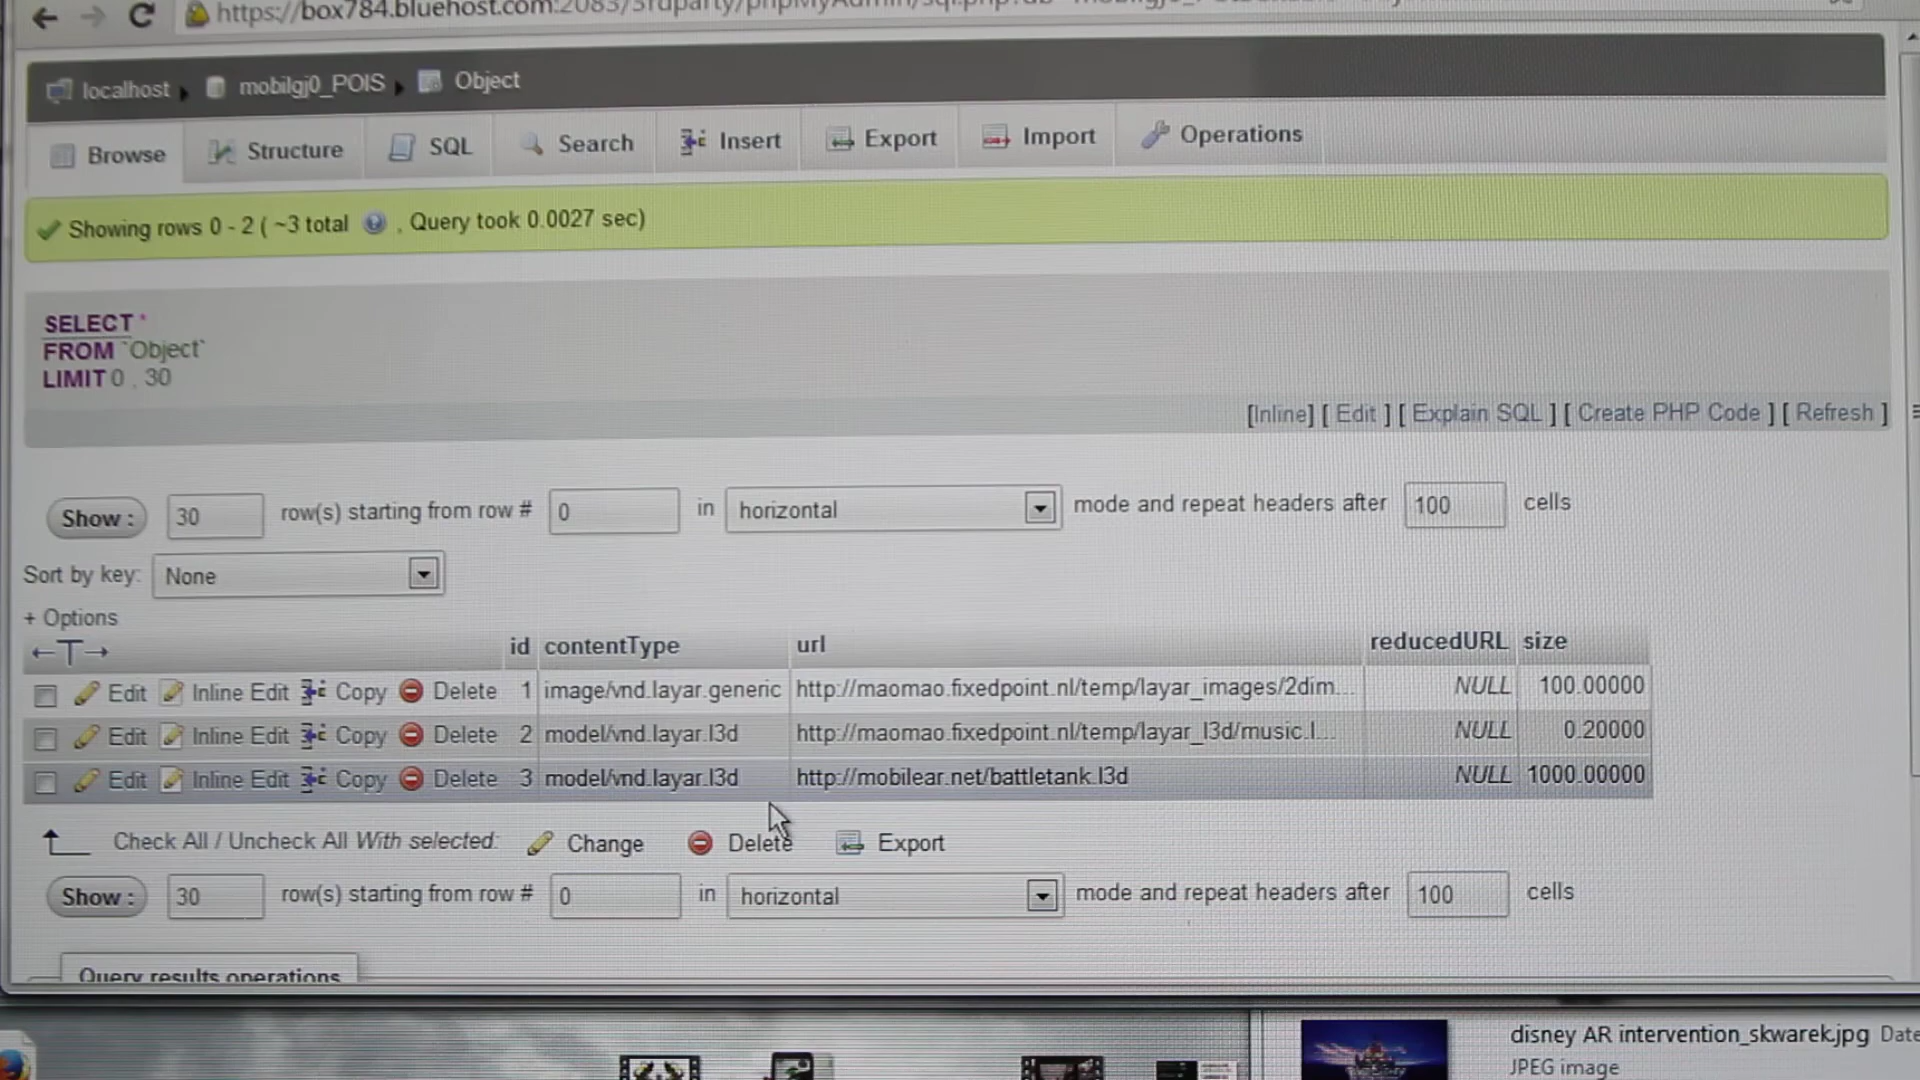 https://box784.bluehost.com:2083/3rdparty/phpMyAdmin/sql.php?db=
localhost mobilgj0_POIS Object
Browse Structure SQL Search Insert Export Import Operations
Showing rows 0 - 2 ( ~3 total , Query took 0.0027 sec)
SELECT *
FROM `Object`
LIMIT 0 , 30
[Inline] [ Edit ] [ Explain SQL ] [ Create PHP Code ] [ Refresh ]
Show : 30 row(s) starting from row # 0 in horizontal mode and repeat headers after 100 cells
Sort by key: None
+ Options
←T→ id contentType url reducedURL size
Edit Inline Edit Copy Delete 1 image/vnd.layar.generic http://maomao.fixedpoint.nl/temp/layar_images/2dim... NULL 100.00000
Edit Inline Edit Copy Delete 2 model/vnd.layar.l3d http://maomao.fixedpoint.nl/temp/layar_l3d/music.l... NULL 0.20000
Edit Inline Edit Copy Delete 3 model/vnd.layar.l3d http://mobilear.net/battletank.l3d NULL 1000.00000
Check All / Uncheck All With selected: Change Delete Export
Show : 30 row(s) starting from row # 0 in horizontal mode and repeat headers after 100 cells
Query results operations
disney AR intervention_skwarek.jpg Date
JPEG image